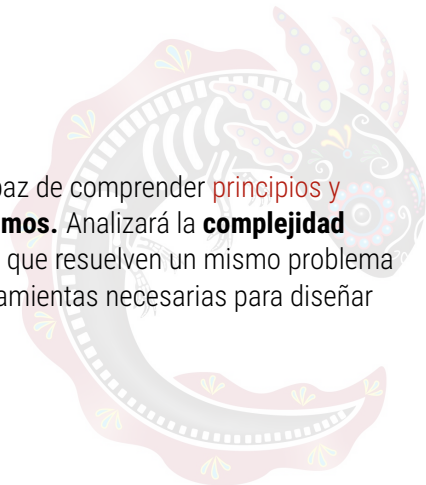 paz de comprender principios y
mos. Analizará la complejidad
que resuelven un mismo problema
amientas necesarias para diseñar